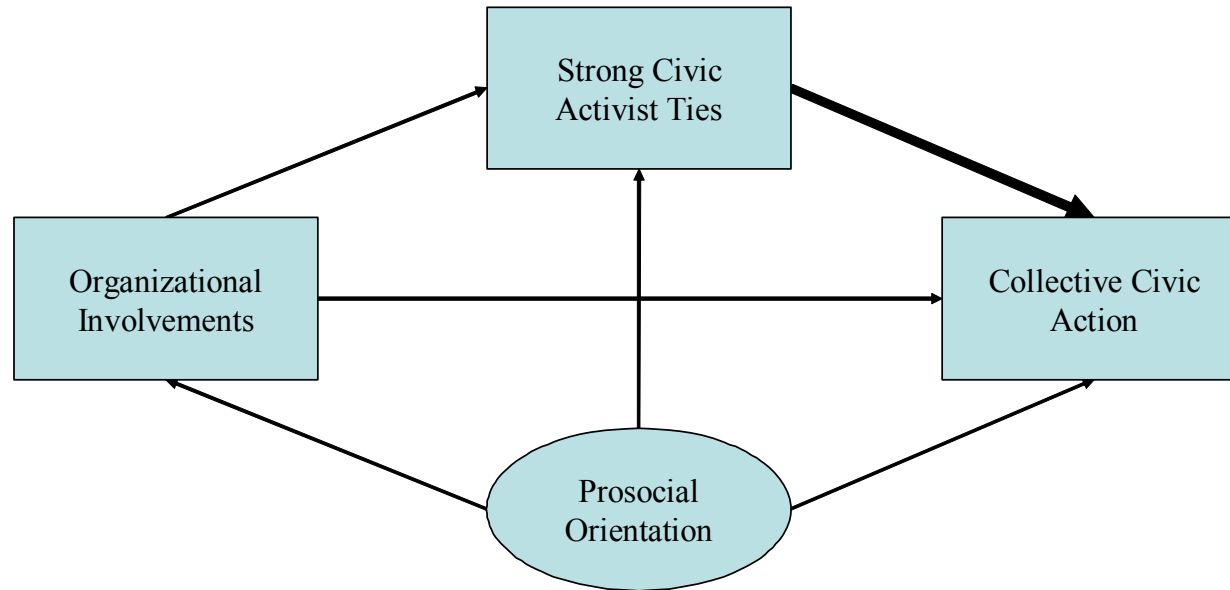 Strong Civic
Activist Ties
Organizational
Involvements
Collective Civic
Action
Prosocial
Orientation